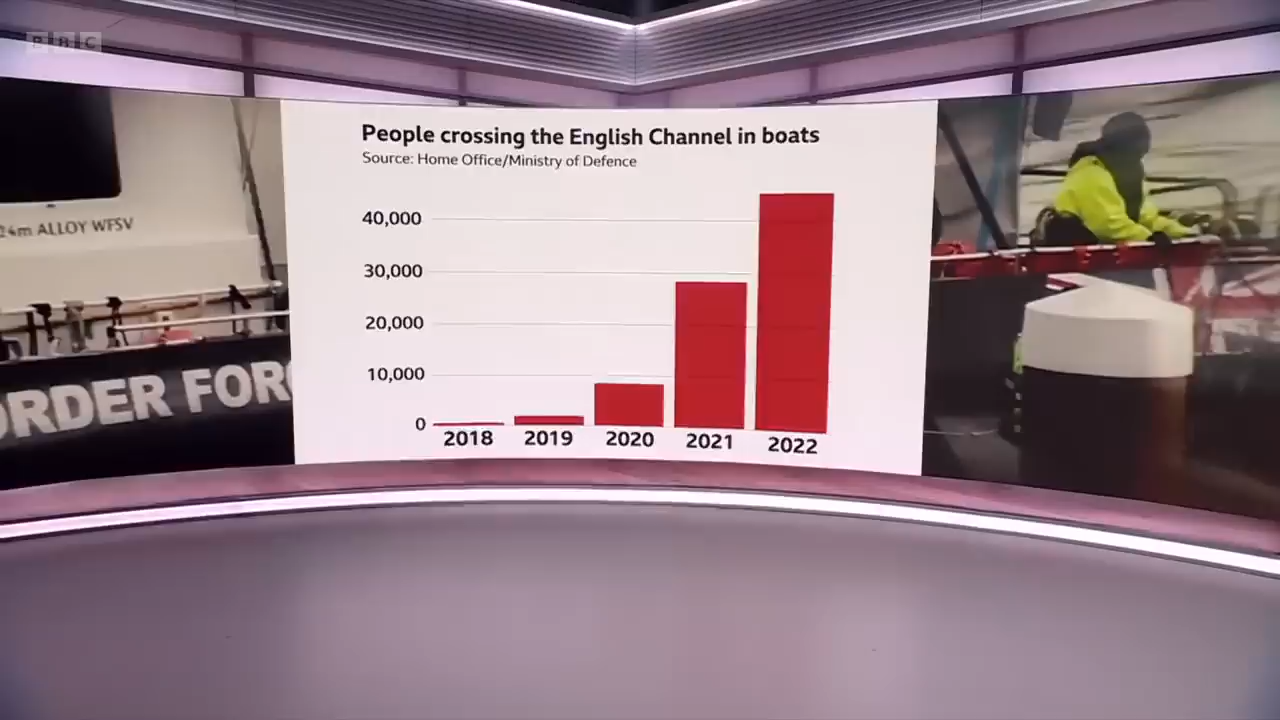 BBC
People crossing the English Channel in boats
Source: Home Office/Ministry of Defence
24m ALLOY WFSV
40,000
30,000
20,000
10,000
0
2018 2019 2020 2021 2022
ORDER FOR